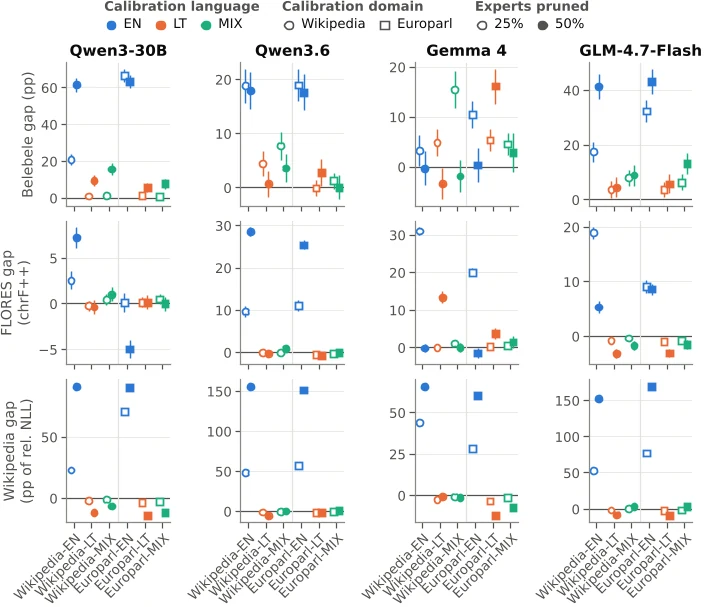 Calibration language Calibration domain Experts pruned
EN LT MIX Wikipedia Europarl 25% 50%
Qwen3-30B Qwen3.6 Gemma 4 GLM-4.7-Flash
Belebele gap (pp)
60
40
20
0
20
10
0
20
10
0
40
20
0
FLORES gap
(chrF++)
5
0
−5
30
20
10
0
30
20
10
0
20
10
0
Wikipedia gap
(pp of rel. NLL)
50
0
150
100
50
0
50
0
150
100
50
0
Wikipedia-EN
Wikipedia-LT
Wikipedia-MIX
Europarl-EN
Europarl-LT
Europarl-MIX
Wikipedia-EN
Wikipedia-LT
Wikipedia-MIX
Europarl-EN
Europarl-LT
Europarl-MIX
Wikipedia-EN
Wikipedia-LT
Wikipedia-MIX
Europarl-EN
Europarl-LT
Europarl-MIX
Wikipedia-EN
Wikipedia-LT
Wikipedia-MIX
Europarl-EN
Europarl-LT
Europarl-MIX